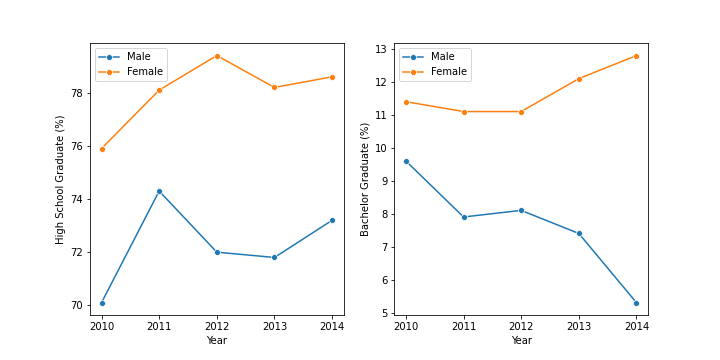 Male
Female
High School Graduate (%)
78
76
74
72
70
2010 2011 2012 2013 2014
Year
Male
Female
Bachelor Graduate (%)
13
12
11
10
9
8
7
6
5
2010 2011 2012 2013 2014
Year